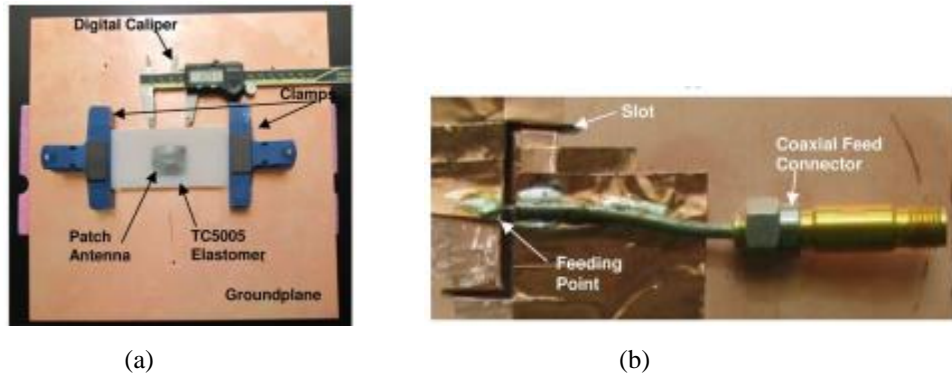 Digital Caliper
Clamps
Patch
Antenna
TC5005
Elastomer
Groundplane
Slot
Coaxial Feed
Connector
Feeding
Point
(a)
(b)